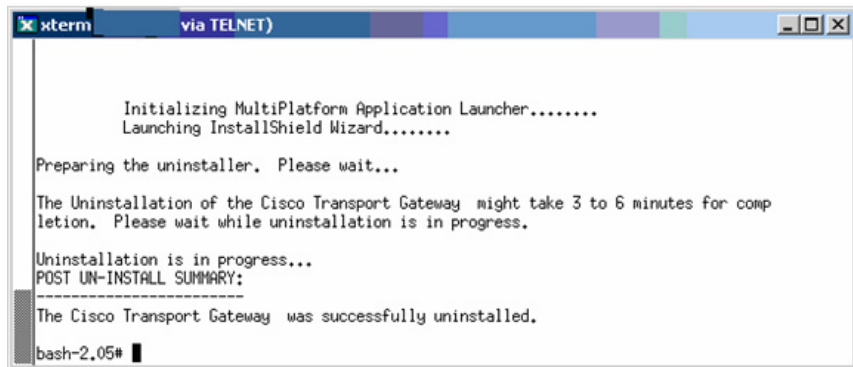 xterm via TELNET)
Initializing MultiPlatform Application Launcher........
Launching InstallShield Wizard........
Preparing the uninstaller.  Please wait...
The Uninstallation of the Cisco Transport Gateway  might take 3 to 6 minutes for comp
letion.  Please wait while uninstallation is in progress.
Uninstallation is in progress...
POST UN-INSTALL SUMMARY:
------------------------
The Cisco Transport Gateway  was successfully uninstalled.
bash-2.05#